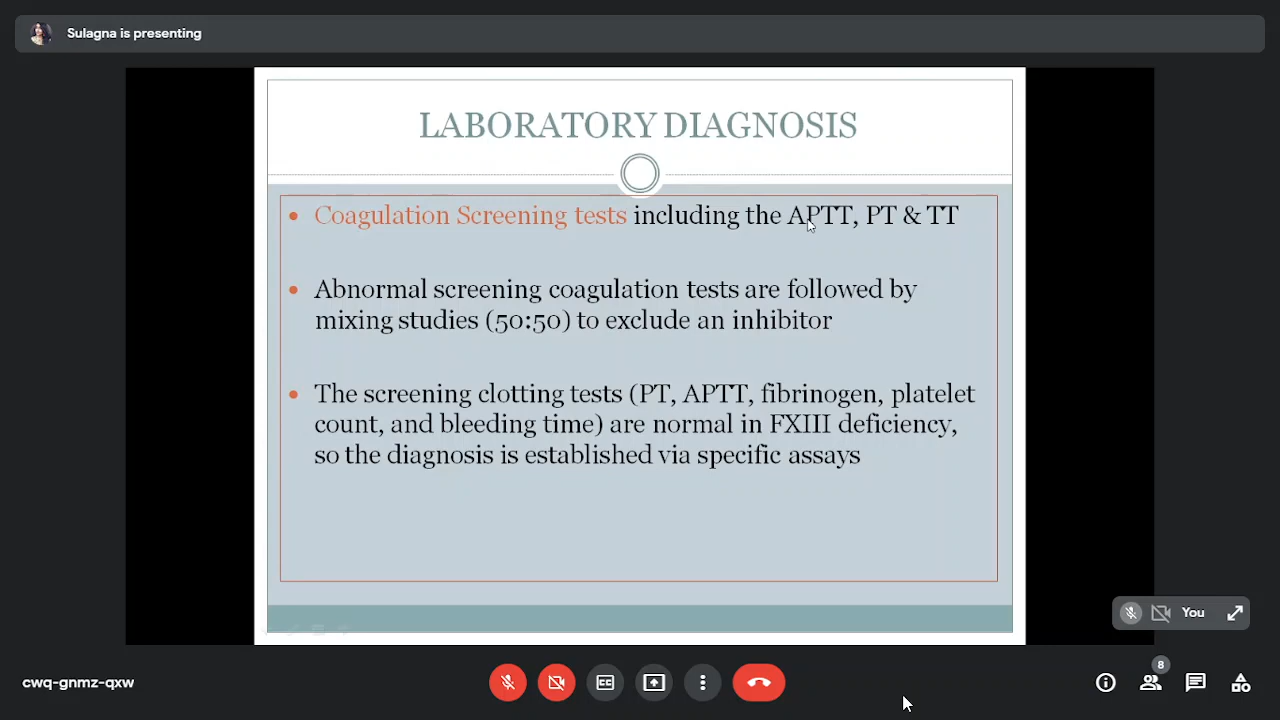 Sulagna is presenting
LABORATORY DIAGNOSIS
• Coagulation Screening tests including the APTT, PT & TT
• Abnormal screening coagulation tests are followed by
mixing studies (50:50) to exclude an inhibitor
• The screening clotting tests (PT, APTT, fibrinogen, platelet
count, and bleeding time) are normal in FXIII deficiency,
so the diagnosis is established via specific assays
You
cwq-gnmz-qxw
CC
8